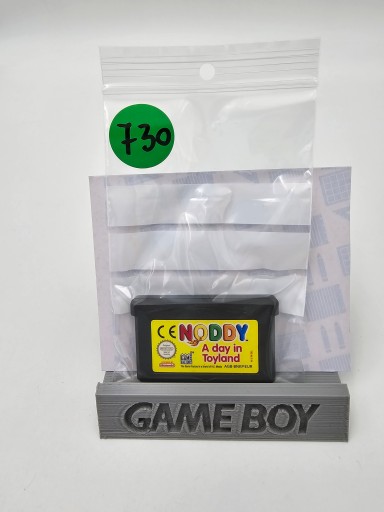 730
CE NODDY
A day in
Toyland
GAME BOY